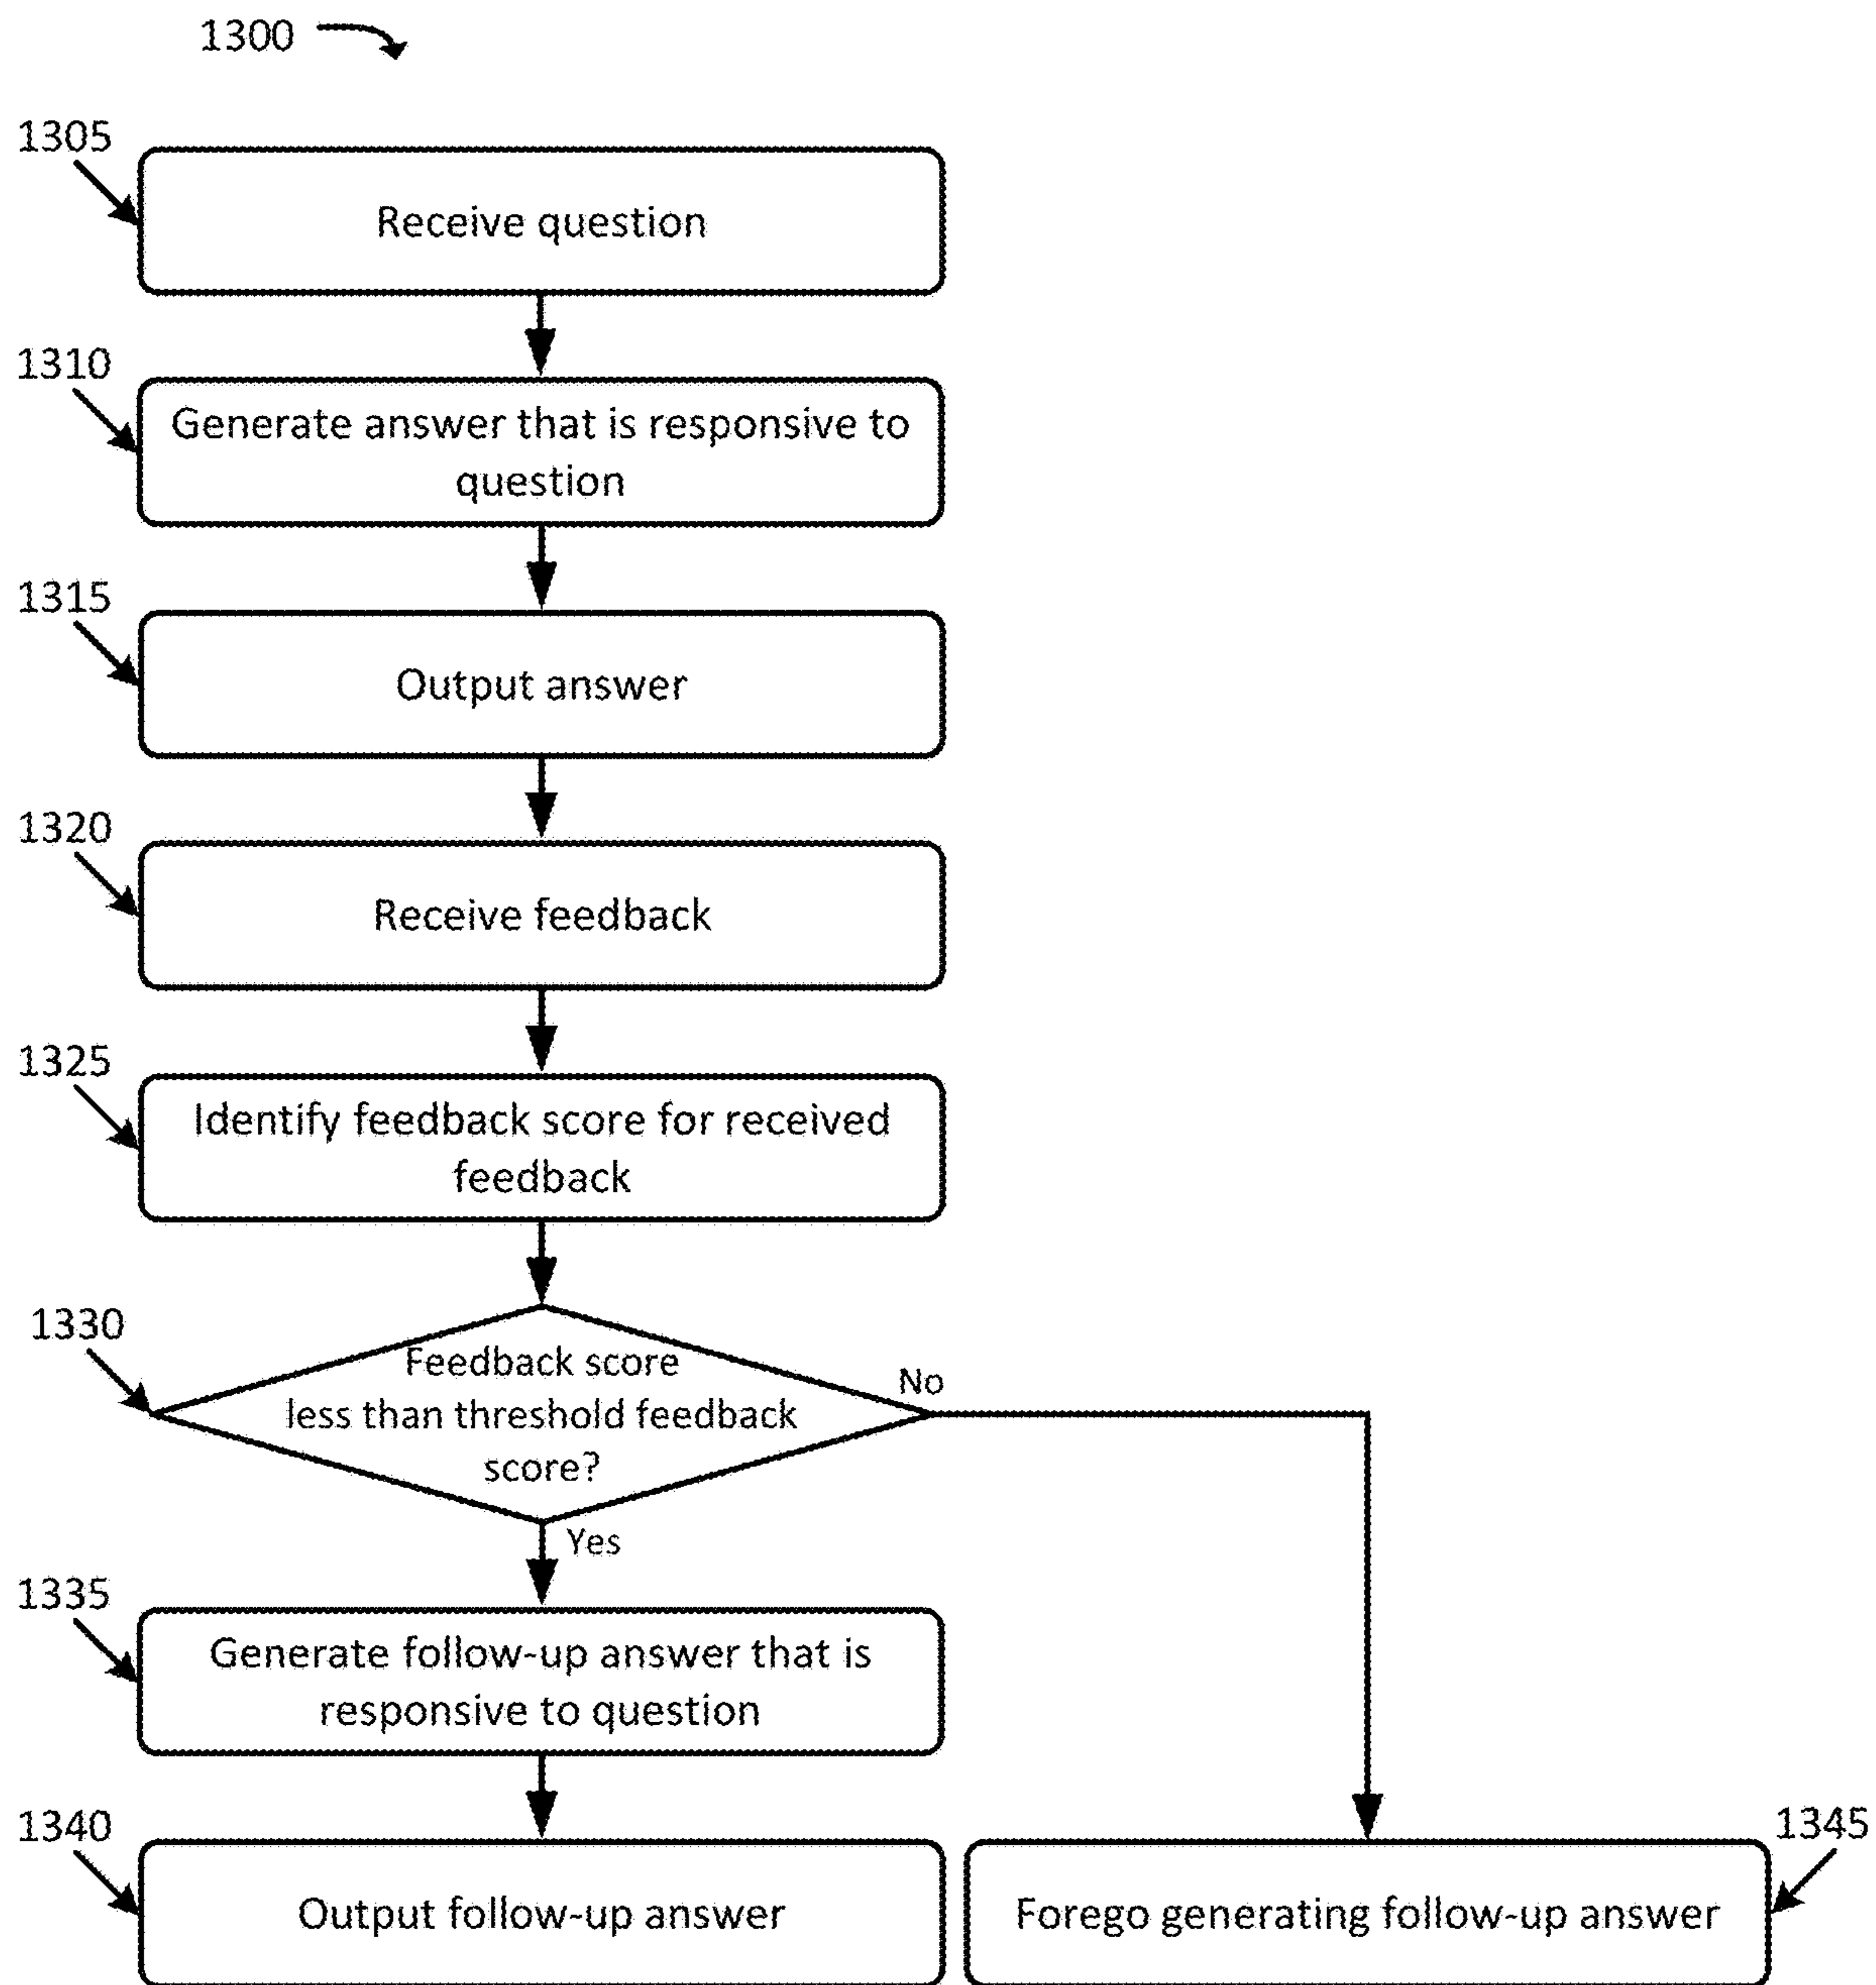 1300
1305
Receive question
1310
Generate answer that is responsive to
question
1315
Output answer
1320
Receive feedback
1325
Identify feedback score for received
feedback
1330
Feedback score
less than threshold feedback
score?
No
Yes
1335
Generate follow-up answer that is
responsive to question
1340
Output follow-up answer
1345
Forego generating follow-up answer